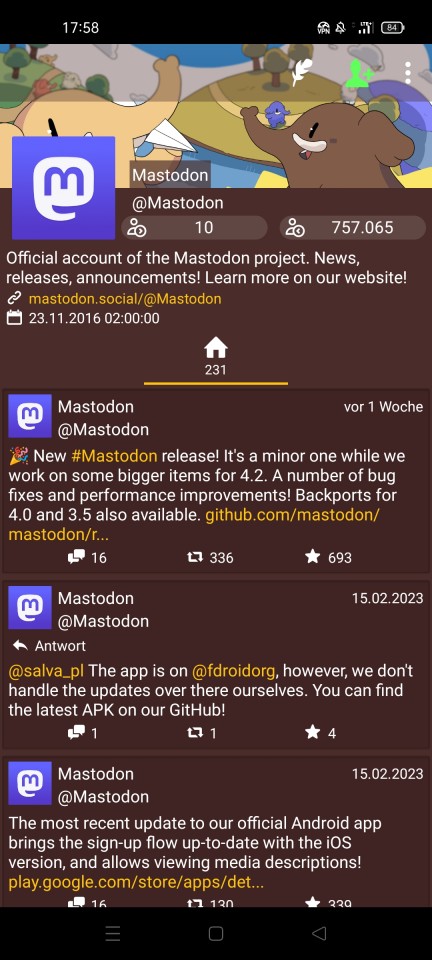 17:58
VPN
LTE+
84
Mastodon
@Mastodon
10
757.065
Official account of the Mastodon project. News,
releases, announcements! Learn more on our website!
mastodon.social/@Mastodon
23.11.2016 02:00:00
231
Mastodon
vor 1 Woche
@Mastodon
🎉 New #Mastodon release! It's a minor one while we
work on some bigger items for 4.2. A number of bug
fixes and performance improvements! Backports for
4.0 and 3.5 also available. github.com/mastodon/
mastodon/r...
16 336 693
Mastodon
15.02.2023
@Mastodon
Antwort
@salva_pl The app is on @fdroidorg, however, we don't
handle the updates over there ourselves. You can find
the latest APK on our GitHub!
1 1 4
Mastodon
15.02.2023
@Mastodon
The most recent update to our official Android app
brings the sign-up flow up-to-date with the iOS
version, and allows viewing media descriptions!
play.google.com/store/apps/det...
16 130 339